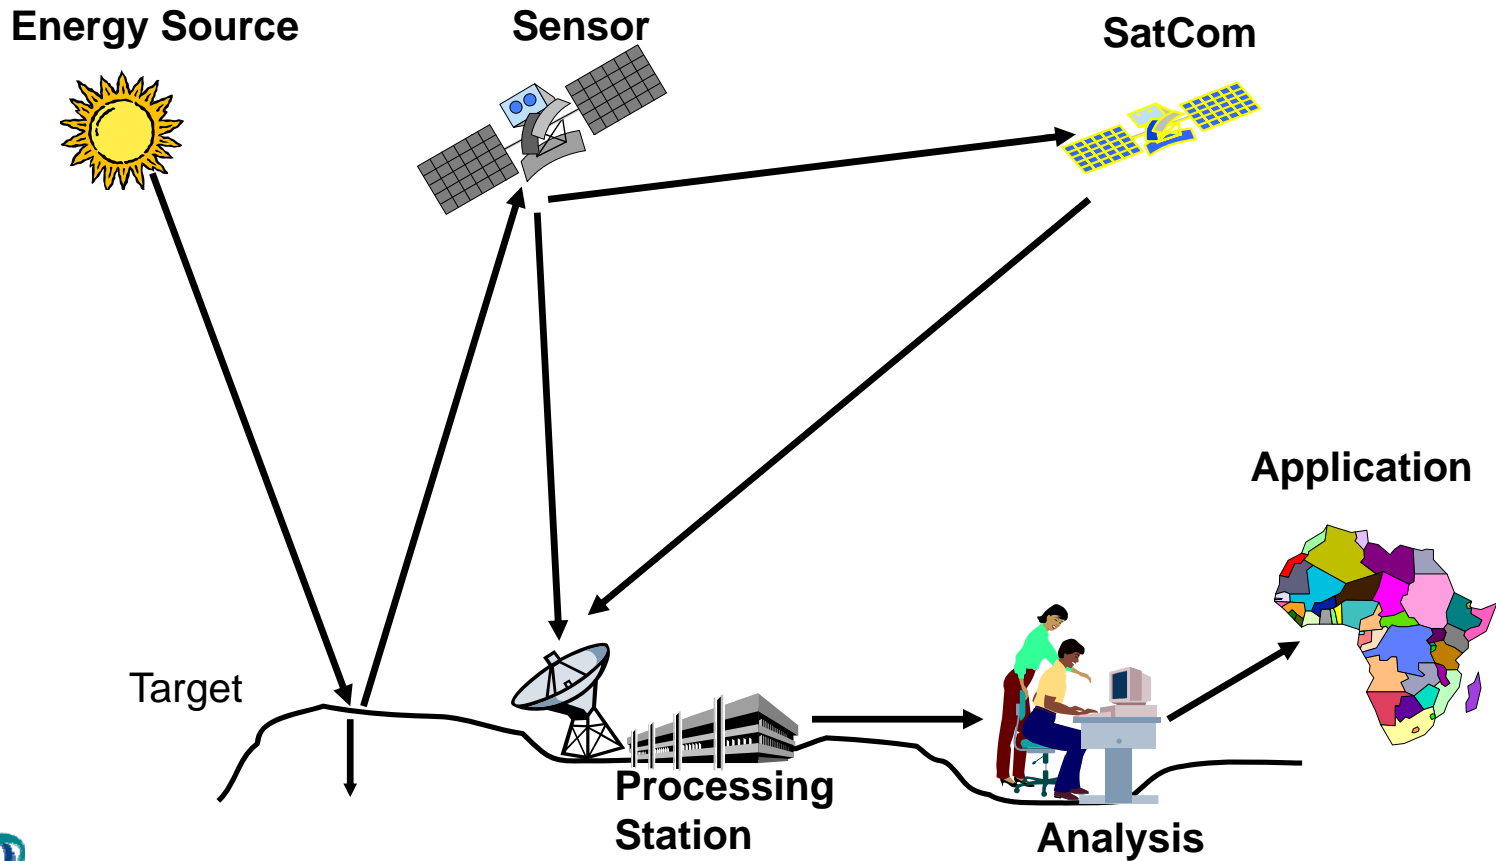 Energy Source
Sensor
SatCom
Application
Target
Processing
Station
Analysis